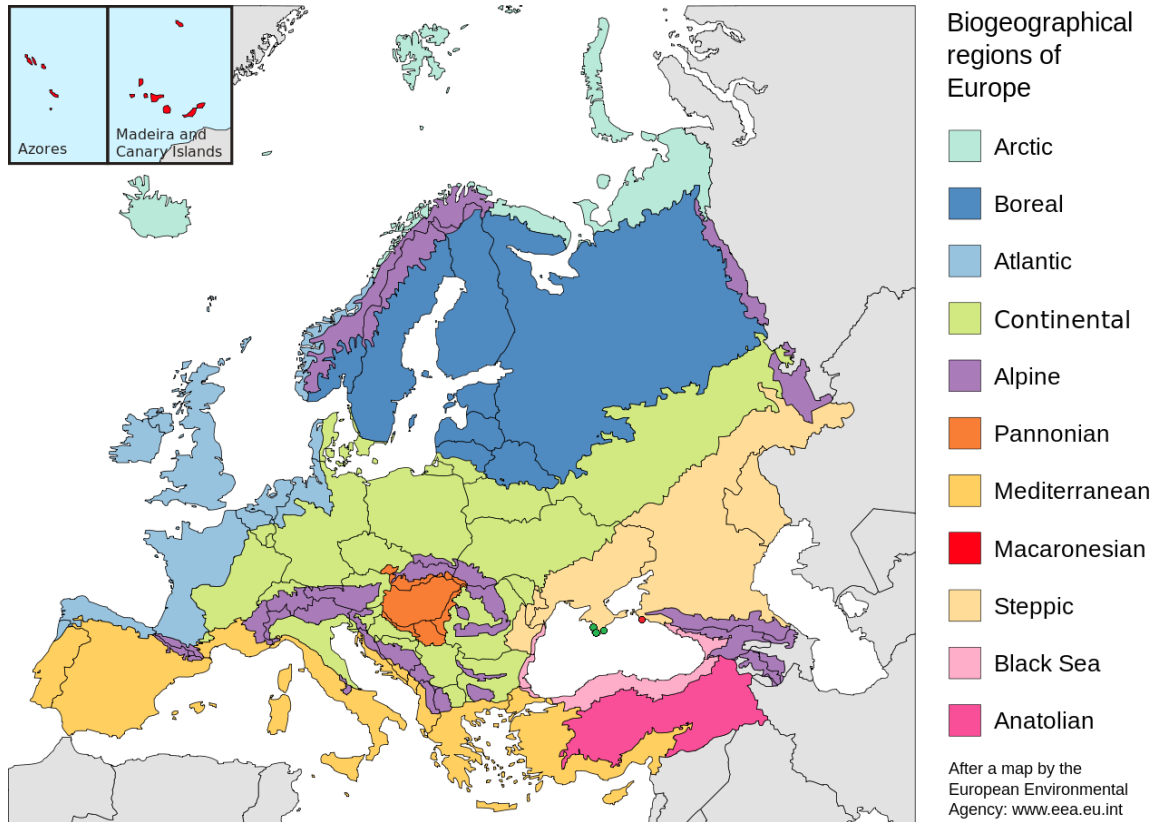 Azores
Madeira and
Canary Islands
Biogeographical
regions of
Europe
Arctic
Boreal
Atlantic
Continental
Alpine
Pannonian
Mediterranean
Macaronesian
Steppic
Black Sea
Anatolian
After a map by the
European Environmental
Agency: www.eea.eu.int